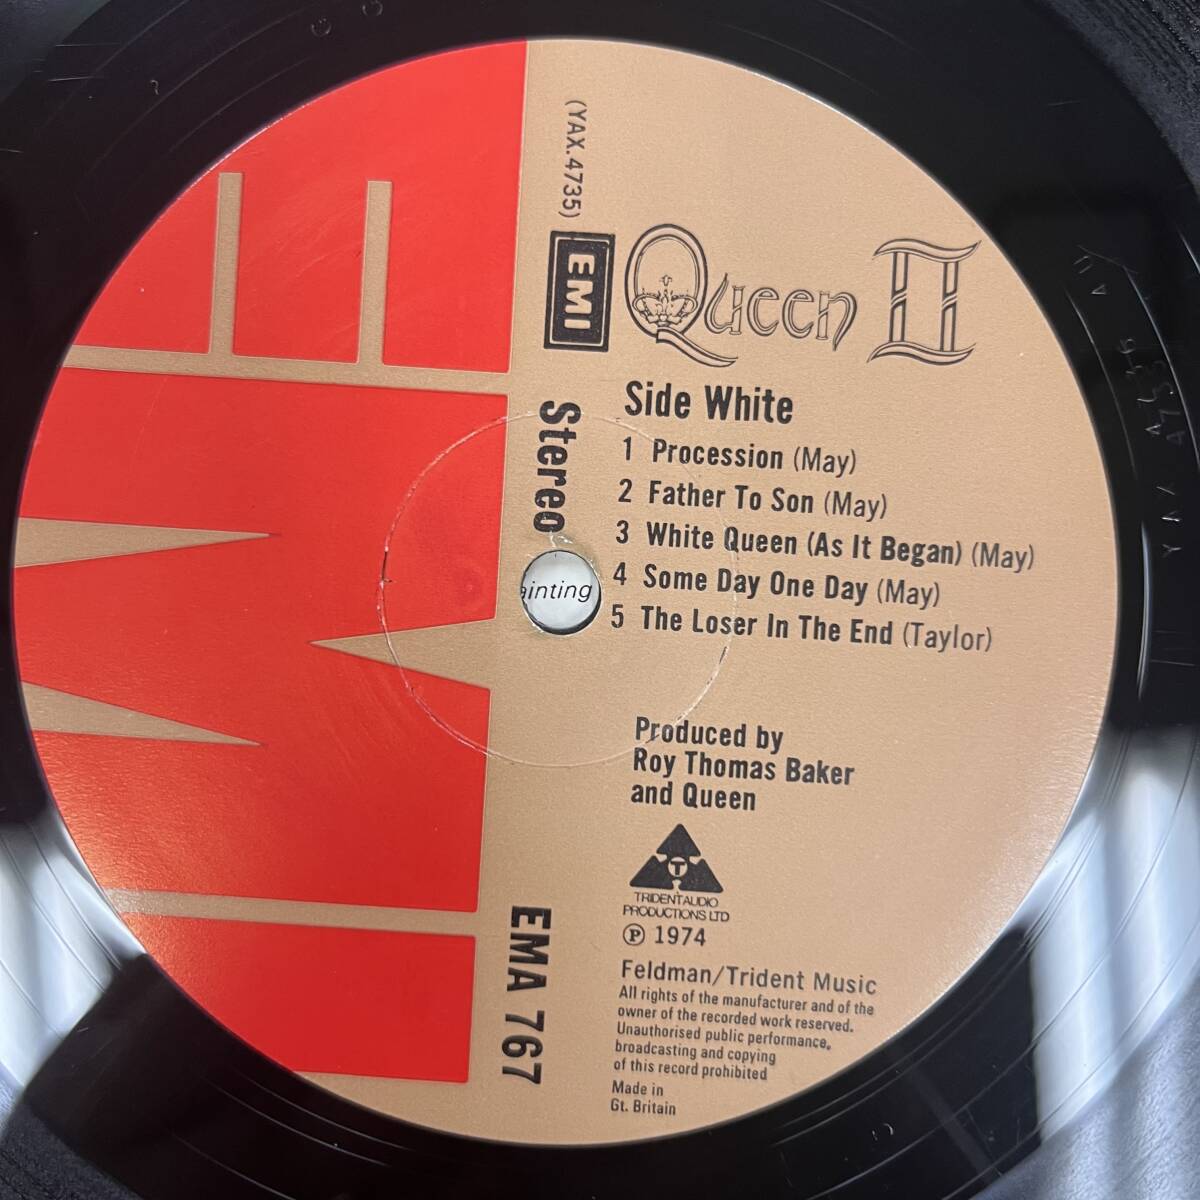 (YAX.4735)
EMI
Queen II
Side White
Stereo
1 Procession (May)
2 Father To Son (May)
3 White Queen (As It Began) (May)
4 Some Day One Day (May)
5 The Loser In The End (Taylor)
ainting
Produced by
Roy Thomas Baker
and Queen
T
TRIDENT AUDIO
PRODUCTIONS LTD
Ⓟ 1974
EMA 767
Feldman/Trident Music
All rights of the manufacturer and of the
owner of the recorded work reserved.
Unauthorised public performance,
broadcasting and copying
of this record prohibited
Made in
Gt. Britain